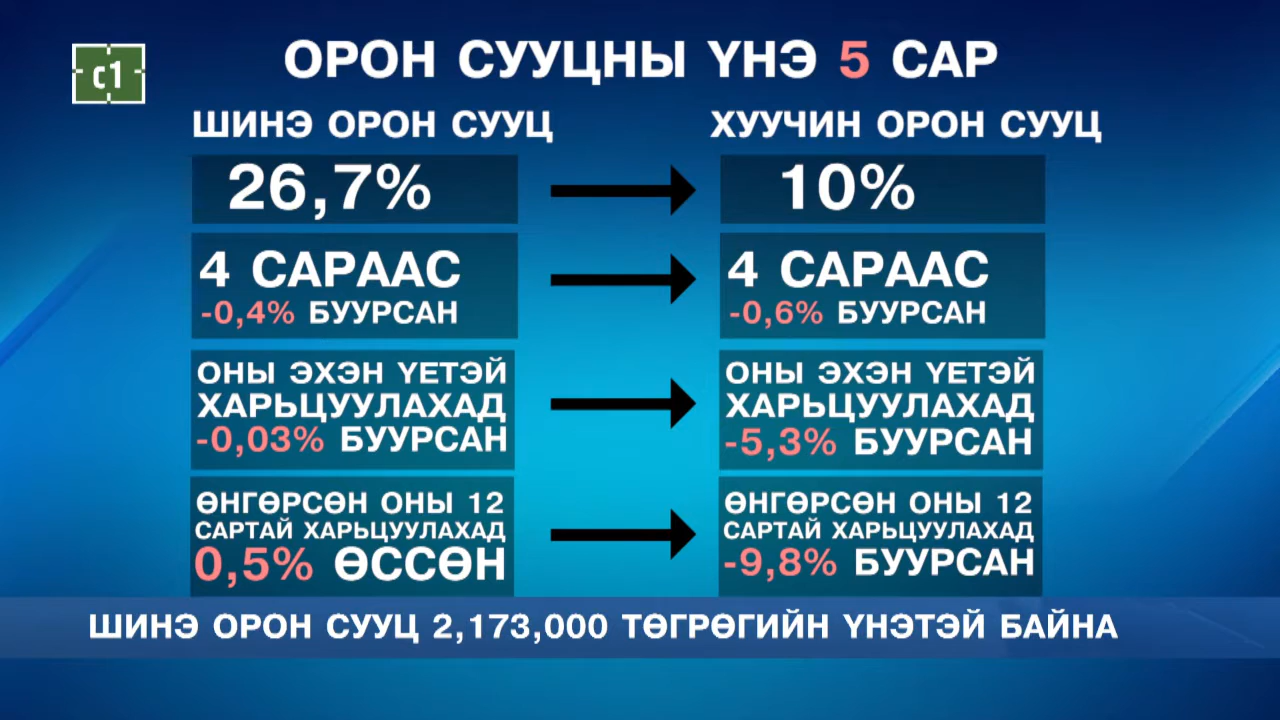 с1
ОРОН СУУЦНЫ ҮНЭ 5 САР
ШИНЭ ОРОН СУУЦ
ХУУЧИН ОРОН СУУЦ
26,7%
10%
4 САРААС
-0,4% БУУРСАН
4 САРААС
-0,6% БУУРСАН
ОНЫ ЭХЭН ҮЕТЭЙ
ХАРЬЦУУЛАХАД
-0,03% БУУРСАН
ОНЫ ЭХЭН ҮЕТЭЙ
ХАРЬЦУУЛАХАД
-5,3% БУУРСАН
ӨНГӨРСӨН ОНЫ 12
САРТАЙ ХАРЬЦУУЛАХАД
0,5% ӨССӨН
ӨНГӨРСӨН ОНЫ 12
САРТАЙ ХАРЬЦУУЛАХАД
-9,8% БУУРСАН
ШИНЭ ОРОН СУУЦ 2,173,000 ТӨГРӨГИЙН ҮНЭТЭЙ БАЙНА